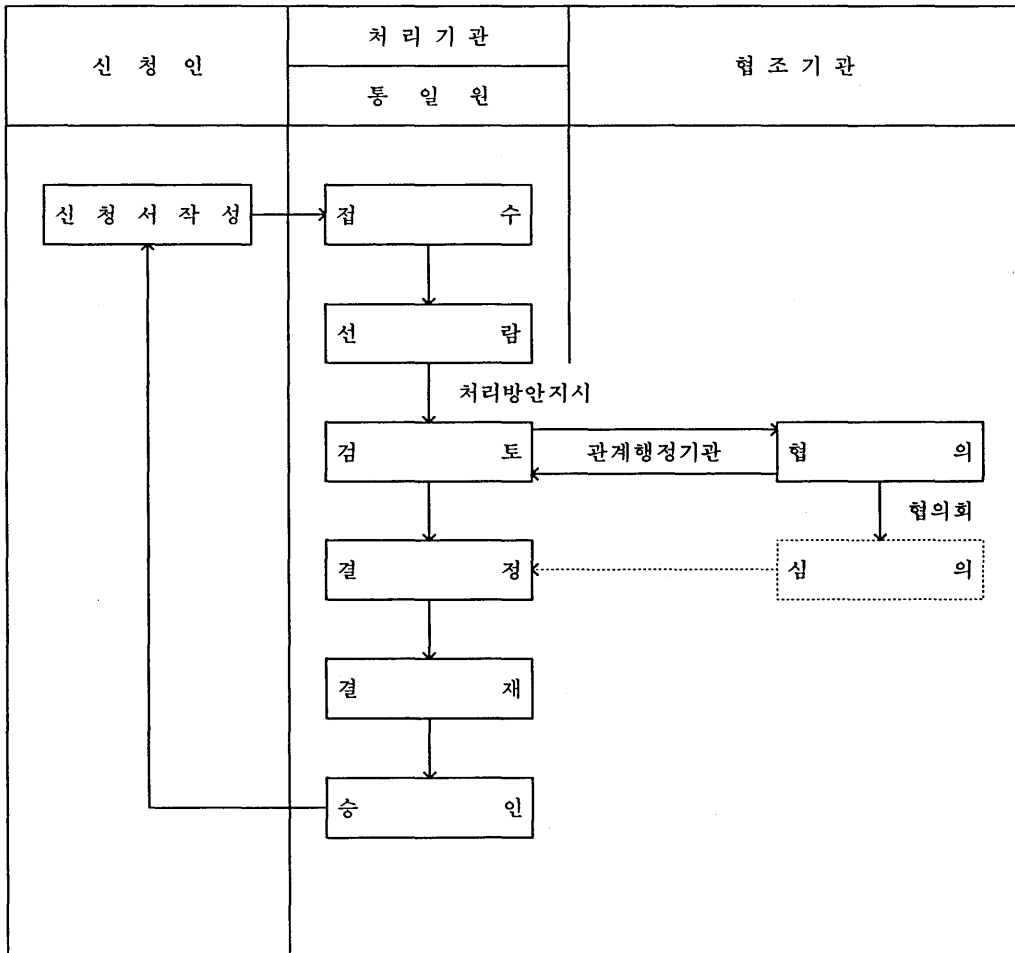 신 청 인
처 리 기 관
통 일 원
협 조 기 관
신 청 서 작 성
접 수
선 람
처리방안지시
검 토
관계행정기관
협 의
협의회
결 정
심 의
결 재
승 인